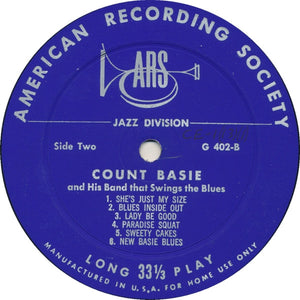 AMERICAN RECORDING SOCIETY
ARS
JAZZ DIVISION
Side Two G 402-B
COUNT BASIE
and His Band that Swings the Blues
1. SHE'S JUST MY SIZE
2. BLUES INSIDE OUT
3. LADY BE GOOD
4. PARADISE SQUAT
5. SWEETY CAKES
6. NEW BASIE BLUES
LONG 33⅓ PLAY
MANUFACTURED IN U.S.A. FOR HOME USE ONLY